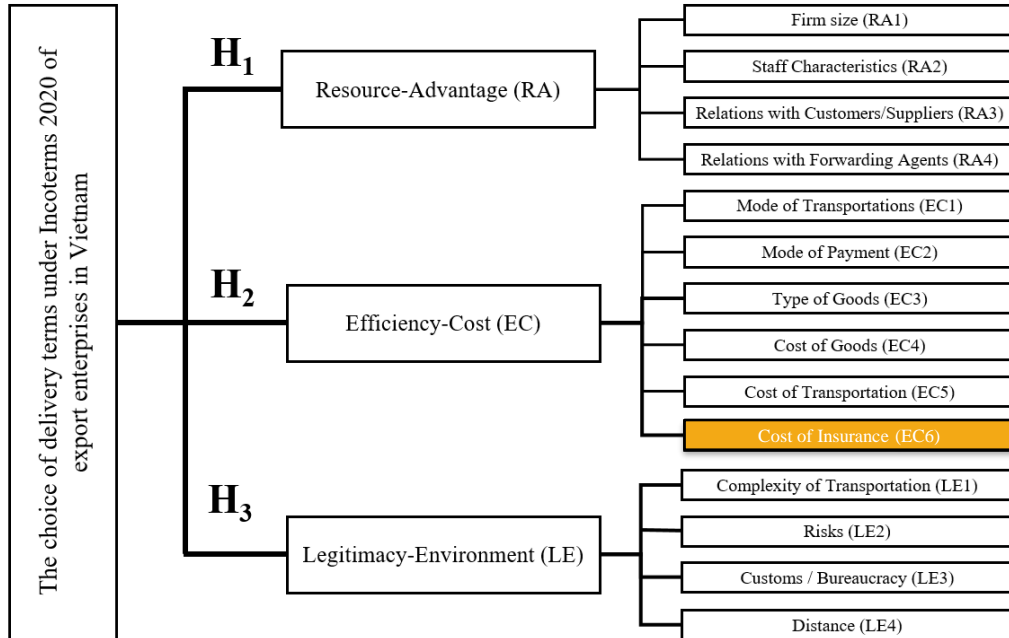 The choice of delivery terms under Incoterms 2020 of
export enterprises in Vietnam
H1
Resource-Advantage (RA)
Firm size (RA1)
Staff Characteristics (RA2)
Relations with Customers/Suppliers (RA3)
Relations with Forwarding Agents (RA4)
H2
Efficiency-Cost (EC)
Mode of Transportations (EC1)
Mode of Payment (EC2)
Type of Goods (EC3)
Cost of Goods (EC4)
Cost of Transportation (EC5)
Cost of Insurance (EC6)
H3
Legitimacy-Environment (LE)
Complexity of Transportation (LE1)
Risks (LE2)
Customs / Bureaucracy (LE3)
Distance (LE4)